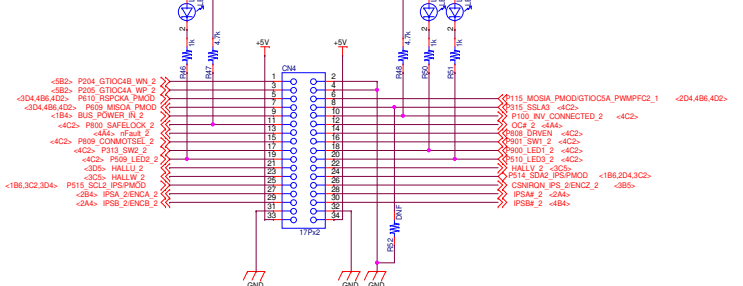 2 2 2
1k 4.7k 4.7k 1k 1k
R46 R47 R48 R50 R51
+5V +5V
CN4
<5B2> P204_GTIOC4B_WN_2 1 2
<4C2> P205_GTIOC4A_WP_2 3 4
<3D4,4B6,4D2> P610_RSPCKA_PMOD 5 6 P115_MOSIA_PMOD/GTIOC5A_PWMPFC2_1 <2D4,4B6,4D2>
<3D4,4B6,4D2> P609_MISOA_PMOD 7 8 P315_SSLA3 <4C2>
<1B4> BUS_POWER_IN_2 9 10 P100_INV_CONNECTED_2 <4C2>
<4C2> P800_SAFELOCK_2 11 12 OC#_2 <4A4>
<4A4> nFault_2 13 14 P808_DRVEN <4C2>
<4C2> P809_CONMOTSEL_2 15 16 P901_SW1_2 <4C2>
<4C2> P313_SW2_2 17 18 P900_LED1_2 <4C2>
<4C2> P509_LED2_2 19 20 P510_LED3_2 <4C2>
<3D5> HALLU_2 21 22 HALLV_2 <3C5>
<3C5> HALLW_2 23 24 P514_SDA2_IPS/PMOD <1B6,2D4,3C2>
<1B6,3C2,3D4> P515_SCL2_IPS/PMOD 25 26 CSNIRQN_IPS_2/ENCZ_2 <3B5>
<2B4> IPSA_2/ENCA_2 27 28 IPSA#_2 <2A4>
<2A4> IPSB_2/ENCB_2 29 30 IPSB#_2 <4B4>
31 32
33 34
17Px2
DNF
R52
GND GND GND